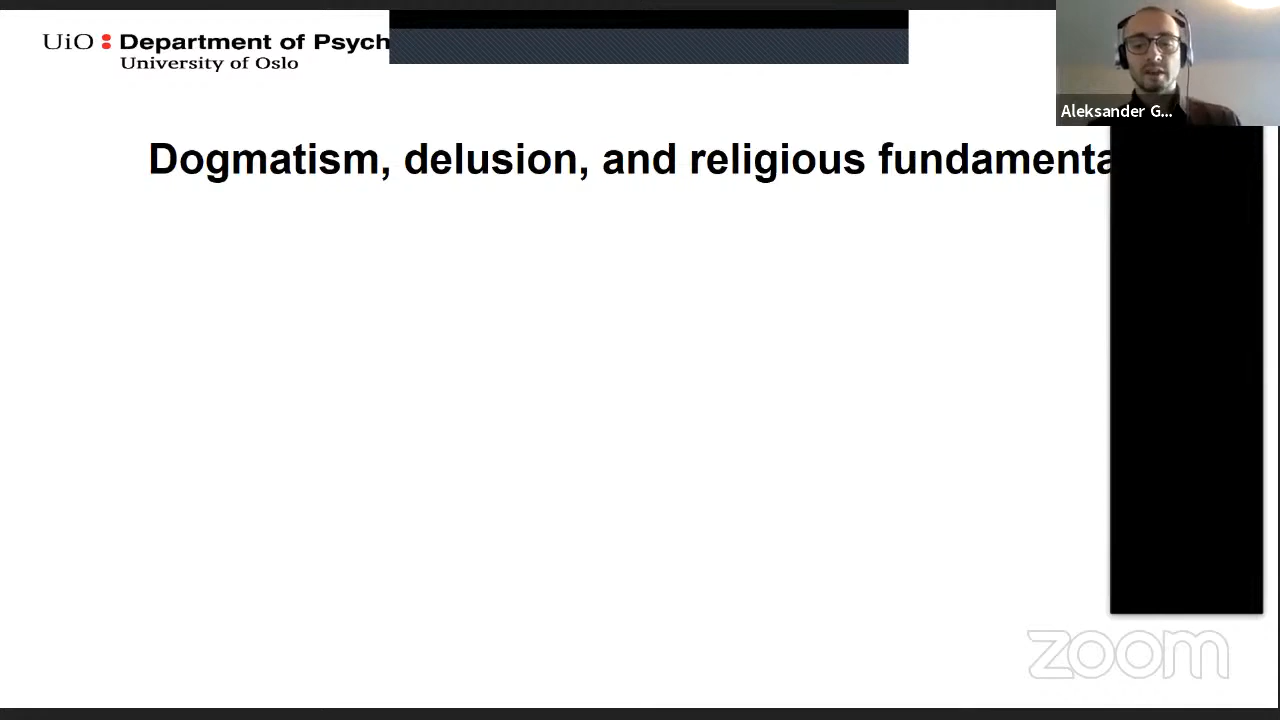 UiO : Department of Psych
University of Oslo
Aleksander G...
Dogmatism, delusion, and religious fundamenta
zoom